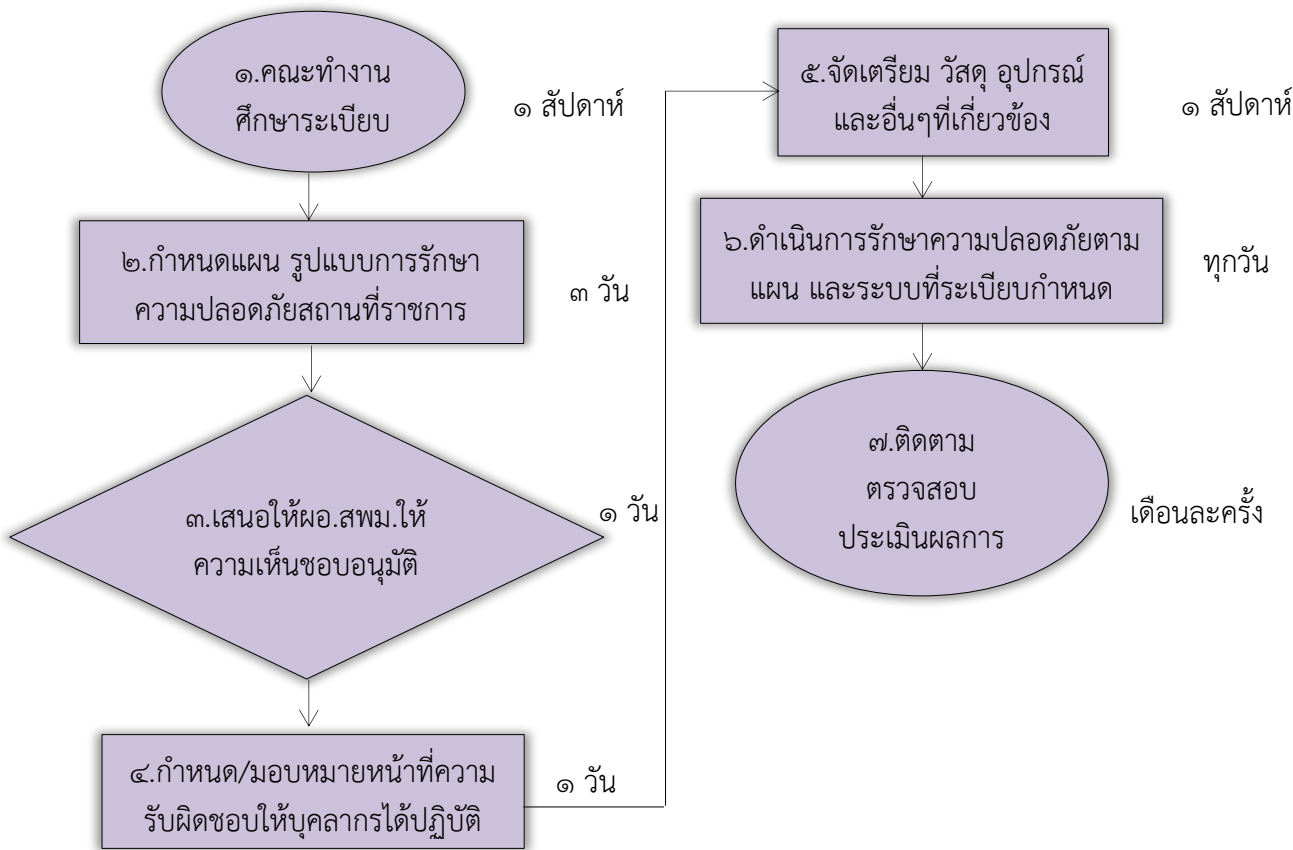 ๑.คณะทำงาน
ศึกษาระเบียบ
๑ สัปดาห์
๒.กำหนดแผน รูปแบบการรักษา
ความปลอดภัยสถานที่ราชการ
๓ วัน
๓.เสนอให้ผอ.สพม.ให้
ความเห็นชอบอนุมัติ
๑ วัน
๔.กำหนด/มอบหมายหน้าที่ความ
รับผิดชอบให้บุคลากรได้ปฏิบัติ
๑ วัน
๕.จัดเตรียม วัสดุ อุปกรณ์
และอื่นๆที่เกี่ยวข้อง
๑ สัปดาห์
๖.ดำเนินการรักษาความปลอดภัยตาม
แผน และระบบที่ระเบียบกำหนด
ทุกวัน
๗.ติดตาม
ตรวจสอบ
ประเมินผลการ
เดือนละครั้ง